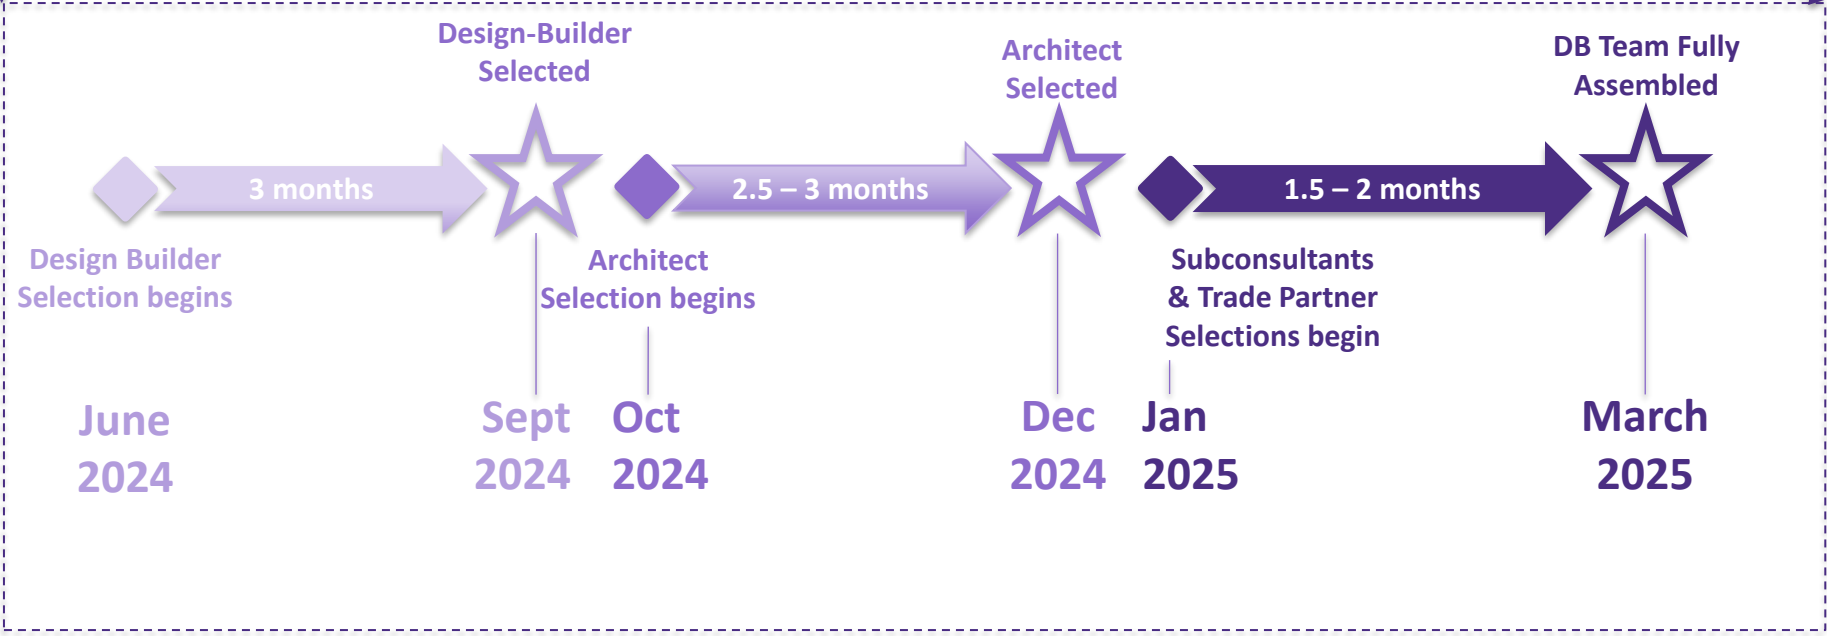 Design-Builder
Selected
Architect
Selected
DB Team Fully
Assembled
3 months
2.5 – 3 months
1.5 – 2 months
Design Builder
Selection begins
Architect
Selection begins
Subconsultants
& Trade Partner
Selections begin
June
2024
Sept
2024
Oct
2024
Dec
2024
Jan
2025
March
2025